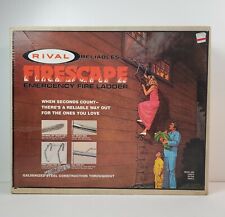 RIVAL RELIABLES
FIRESCAPE
EMERGENCY FIRE LADDER
WHEN SECONDS COUNT-
THERE'S A RELIABLE WAY OUT
FOR THE ONES YOU LOVE
GALVANIZED STEEL CONSTRUCTION THROUGHOUT